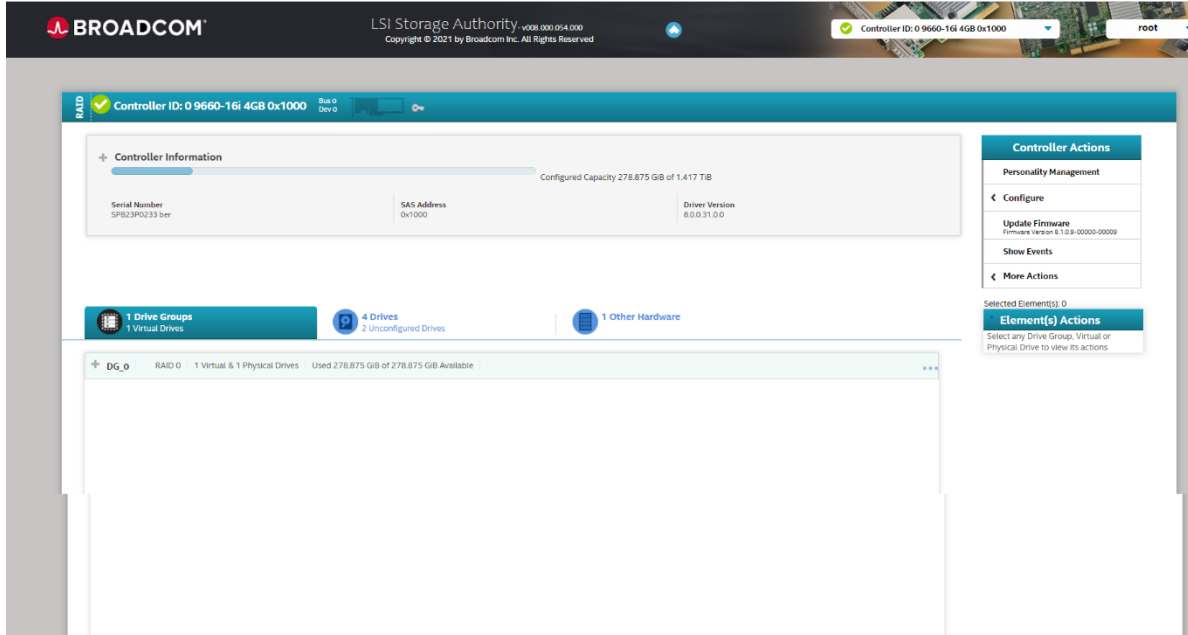 BROADCOM
LSI Storage Authority - v008.000.054.000
Copyright © 2021 by Broadcom Inc. All Rights Reserved
Controller ID: 0 9660-16i 4GB 0x1000
root
RAID
Controller ID: 0 9660-16i 4GB 0x1000
Bus 0
Dev 0
Controller Information
Configured Capacity 278.875 GiB of 1.417 TiB
Serial Number
SPB23P0233 ber
SAS Address
0x1000
Driver Version
8.0.0.31.0.0
Controller Actions
Personality Management
Configure
Update Firmware
Firmware Version 8.1.0.9-00000-00009
Show Events
More Actions
1 Drive Groups
1 Virtual Drives
4 Drives
2 Unconfigured Drives
1 Other Hardware
Selected Element(s): 0
Element(s) Actions
Select any Drive Group, Virtual or
Physical Drive to view its actions
DG_0 RAID 0 1 Virtual & 1 Physical Drives Used 278.875 GiB of 278.875 GiB Available